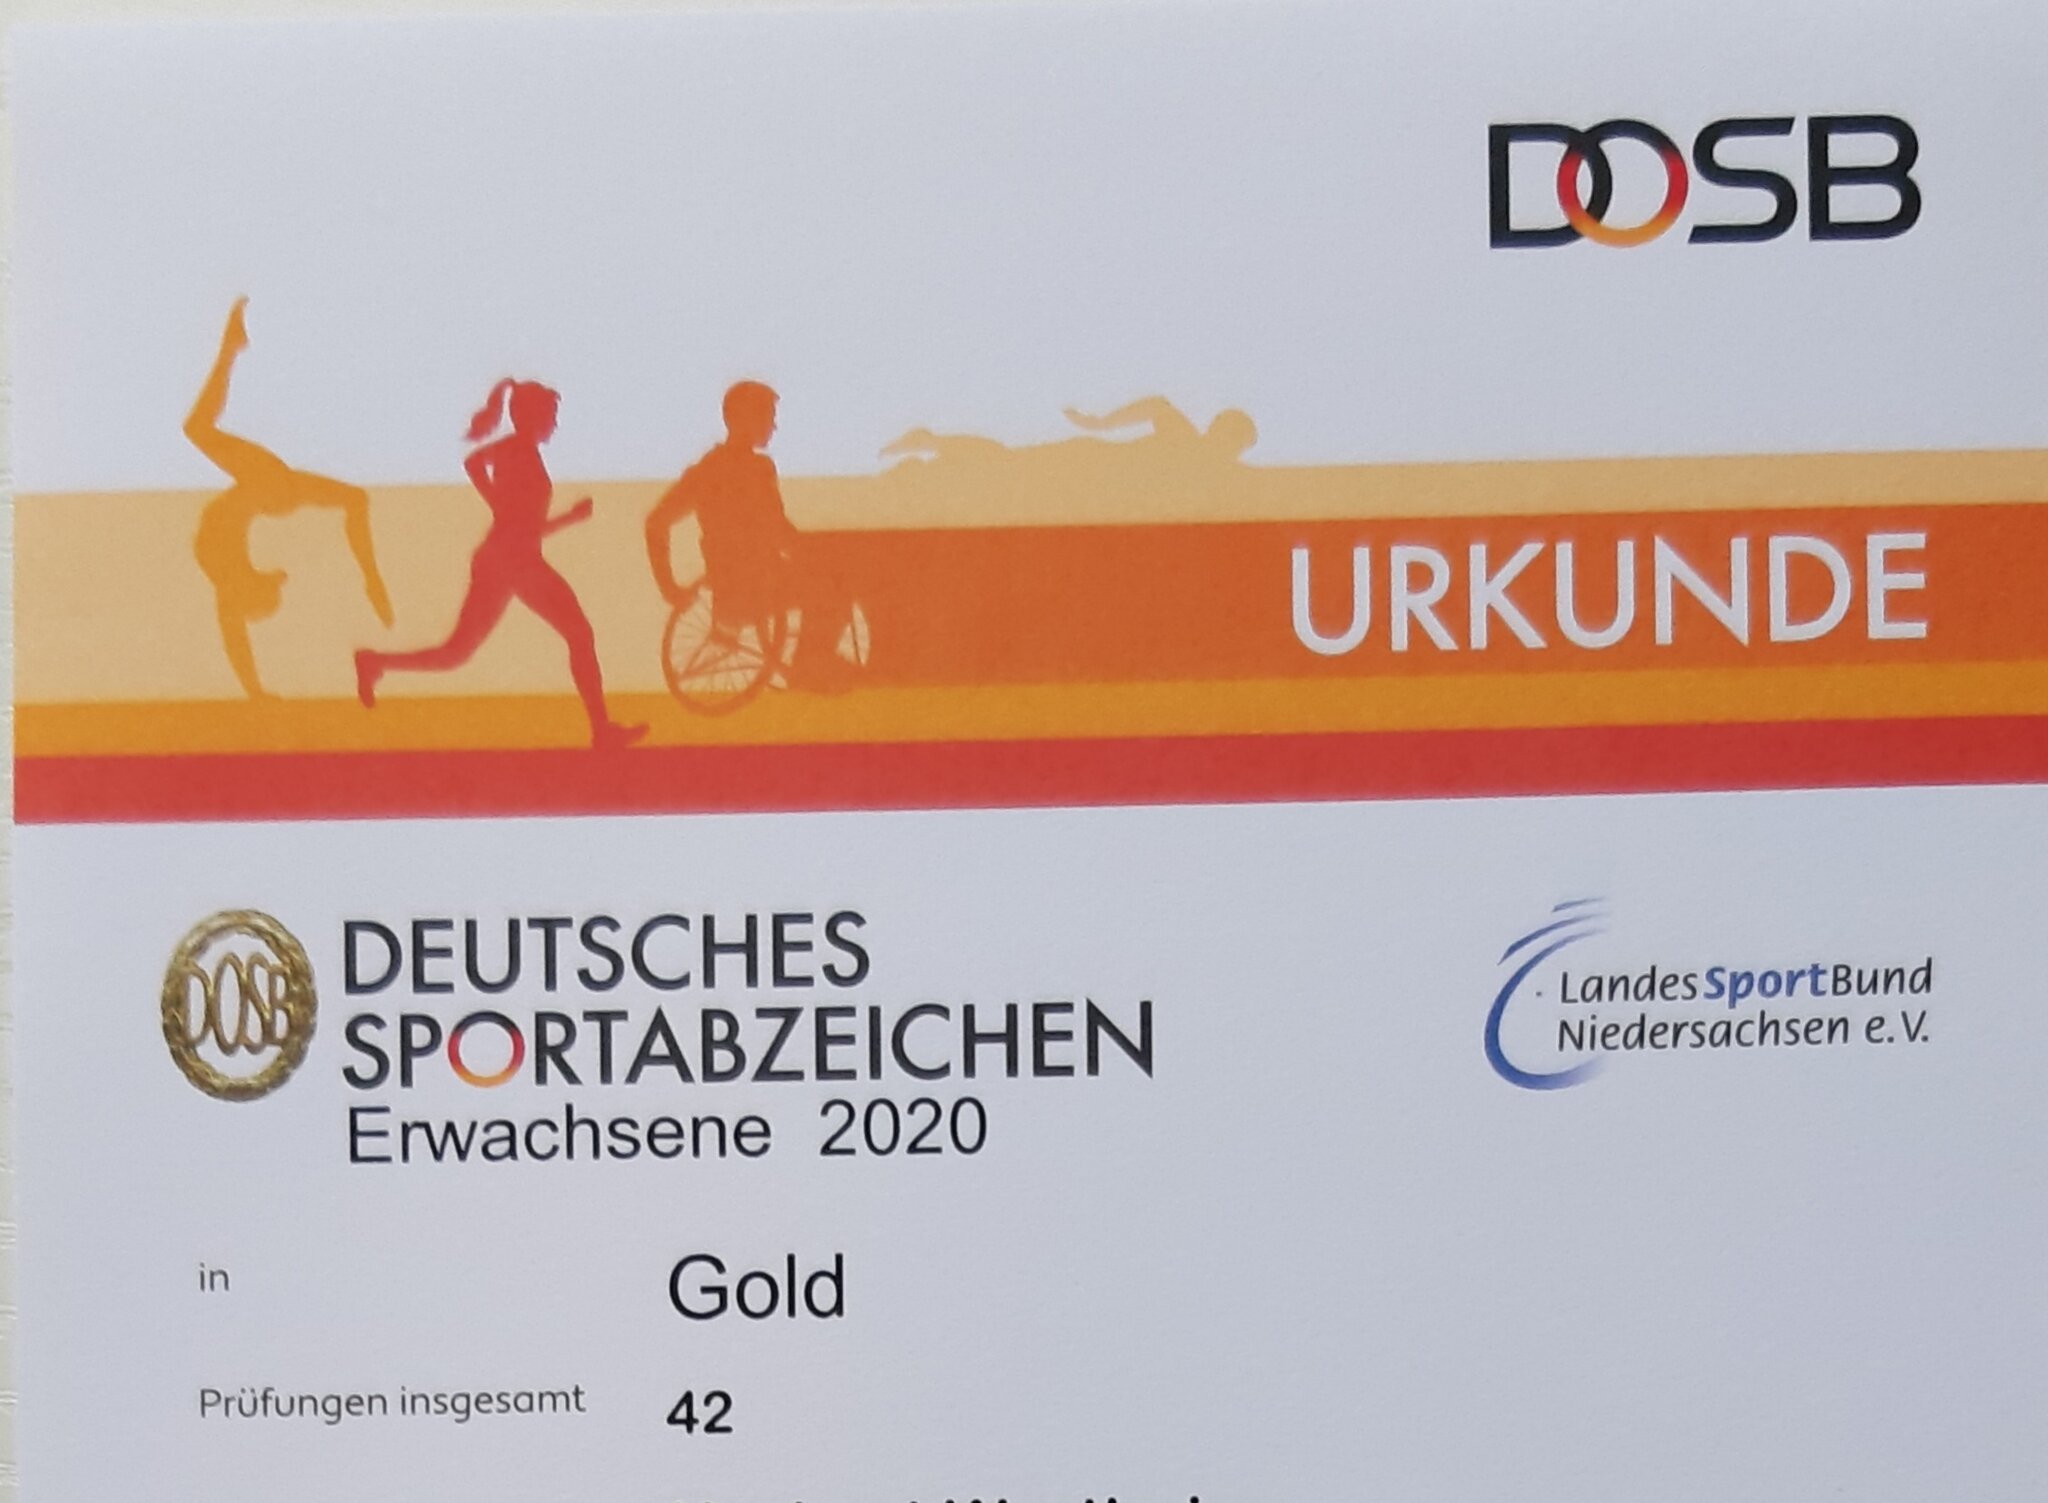 DOSB
URKUNDE
DOSB
DEUTSCHES
SPORTABZEICHEN
Erwachsene 2020
LandesSportBund
Niedersachsen e.V.
in Gold
Prüfungen insgesamt 42